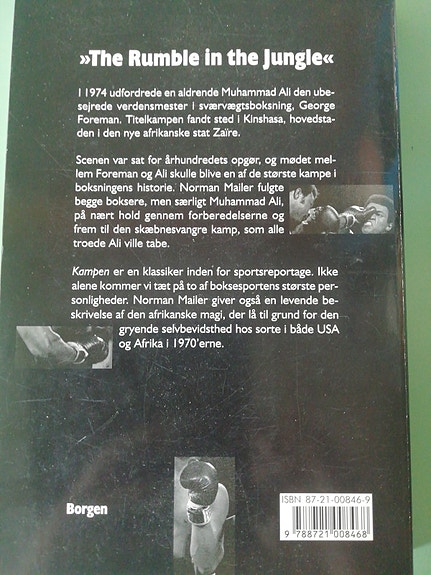 »The Rumble in the Jungle«
I 1974 udfordrede en aldrende Muhammad Ali den ube-
sejrede verdensmester i sværvægtsboksning, George
Foreman. Titelkampen fandt sted i Kinshasa, hovedsta-
den i den nye afrikanske stat Zaïre.
Scenen var sat for århundredets opgør, og mødet mel-
lem Foreman og Ali skulle blive en af de største kampe i
boksningens historie. Norman Mailer fulgte
begge boksere, men særligt Muhammad Ali,
på nært hold gennem forberedelserne og
frem til den skæbnesvangre kamp, som alle
troede Ali ville tabe.
Kampen er en klassiker inden for sportsreportage. Ikke
alene kommer vi tæt på to af boksesportens største per-
sonligheder. Norman Mailer giver også en levende be-
skrivelse af den afrikanske magi, der lå til grund for den
gryende selvbevidsthed hos sorte i både USA
og Afrika i 1970'erne.
Borgen
ISBN 87-21-00846-9
9 788721 008468